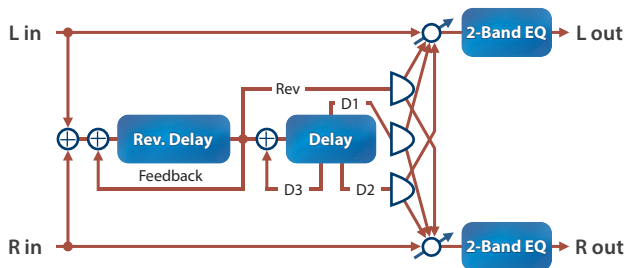 L in
2-Band EQ
L out
Rev
D1
Rev. Delay
Delay
Feedback
D3
D2
R in
2-Band EQ
R out